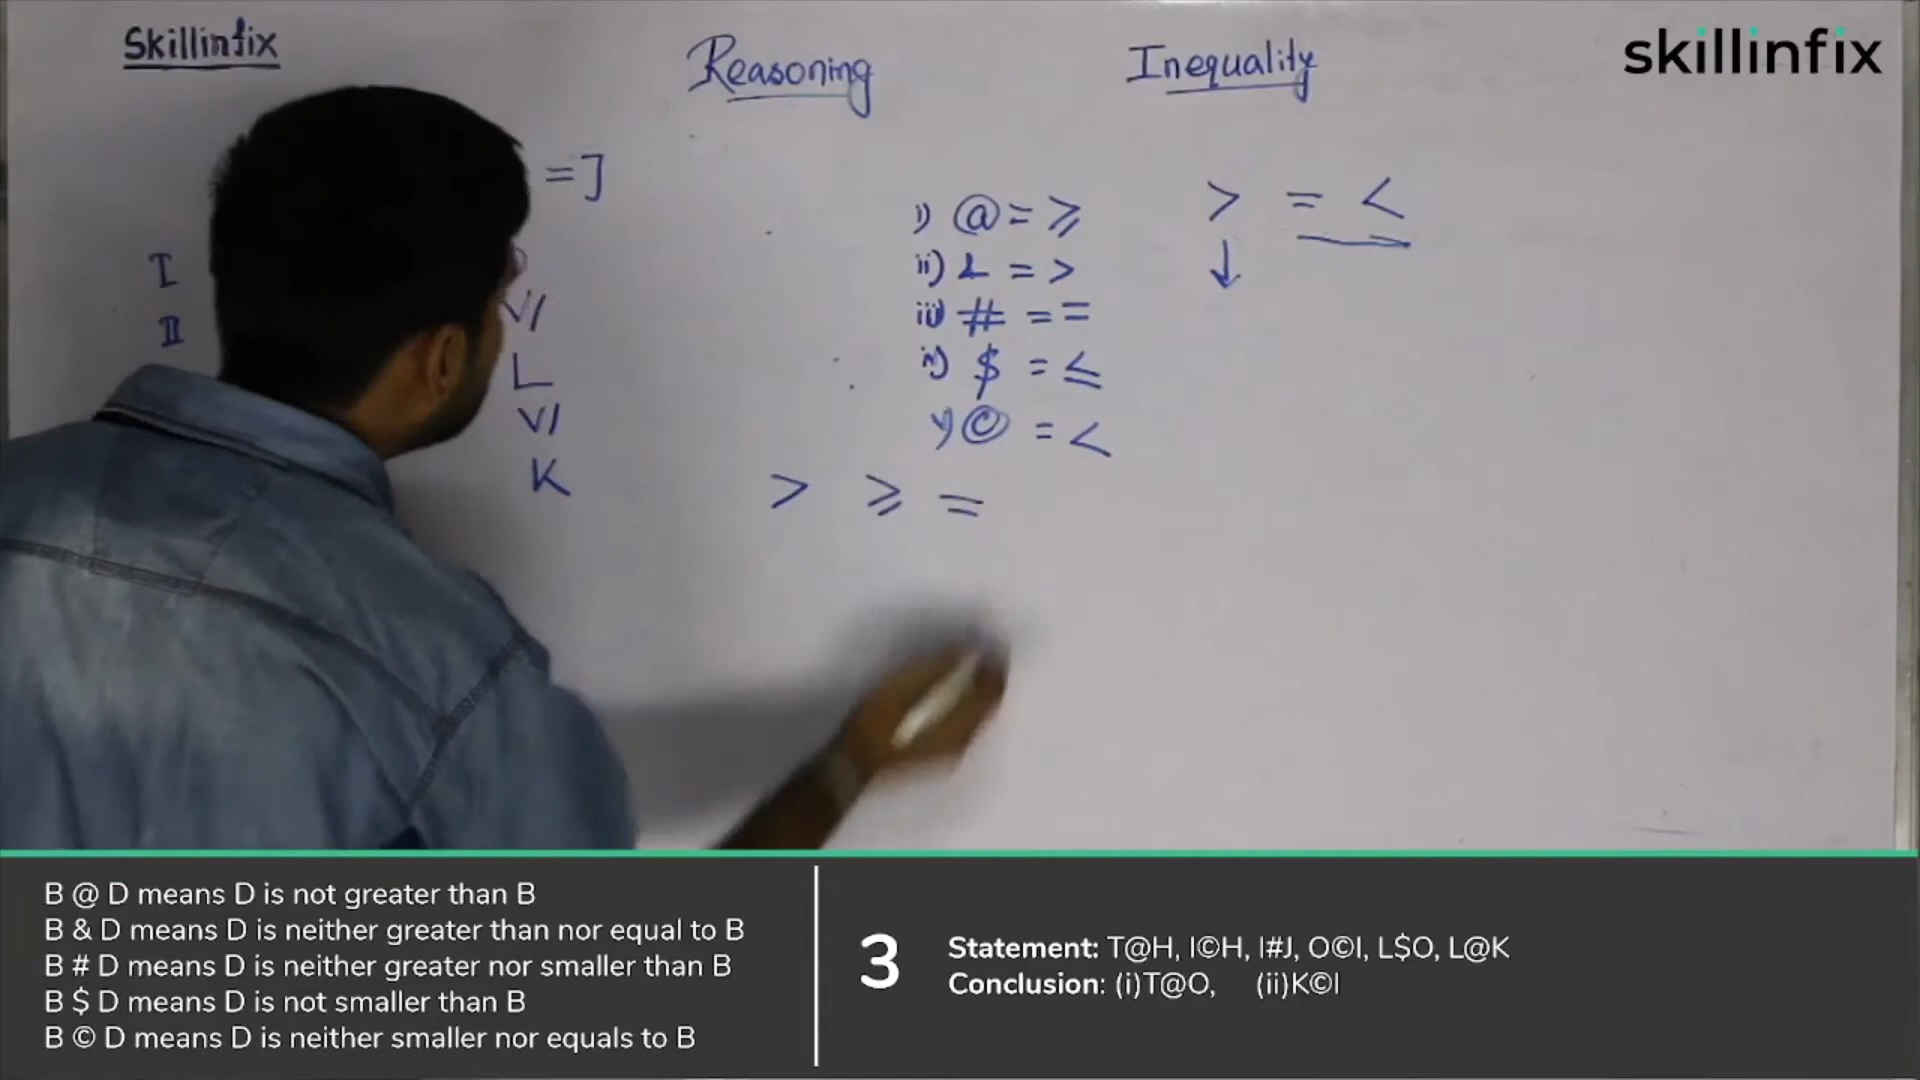 Skillinfix
Reasoning
Inequality
skillinfix
= J
I
II
V/
L
V/
K
i) @ = ≥
ii) & = >
iii) # = =
iv) $ = ≤
v) © = <
> = <
↓
> ≥ =
B @ D means D is not greater than B
B & D means D is neither greater than nor equal to B
B # D means D is neither greater nor smaller than B
B $ D means D is not smaller than B
B © D means D is neither smaller nor equals to B
3
Statement: T@H, I©H, I#J, O©I, L$O, L@K
Conclusion: (i)T@O, (ii)K©I